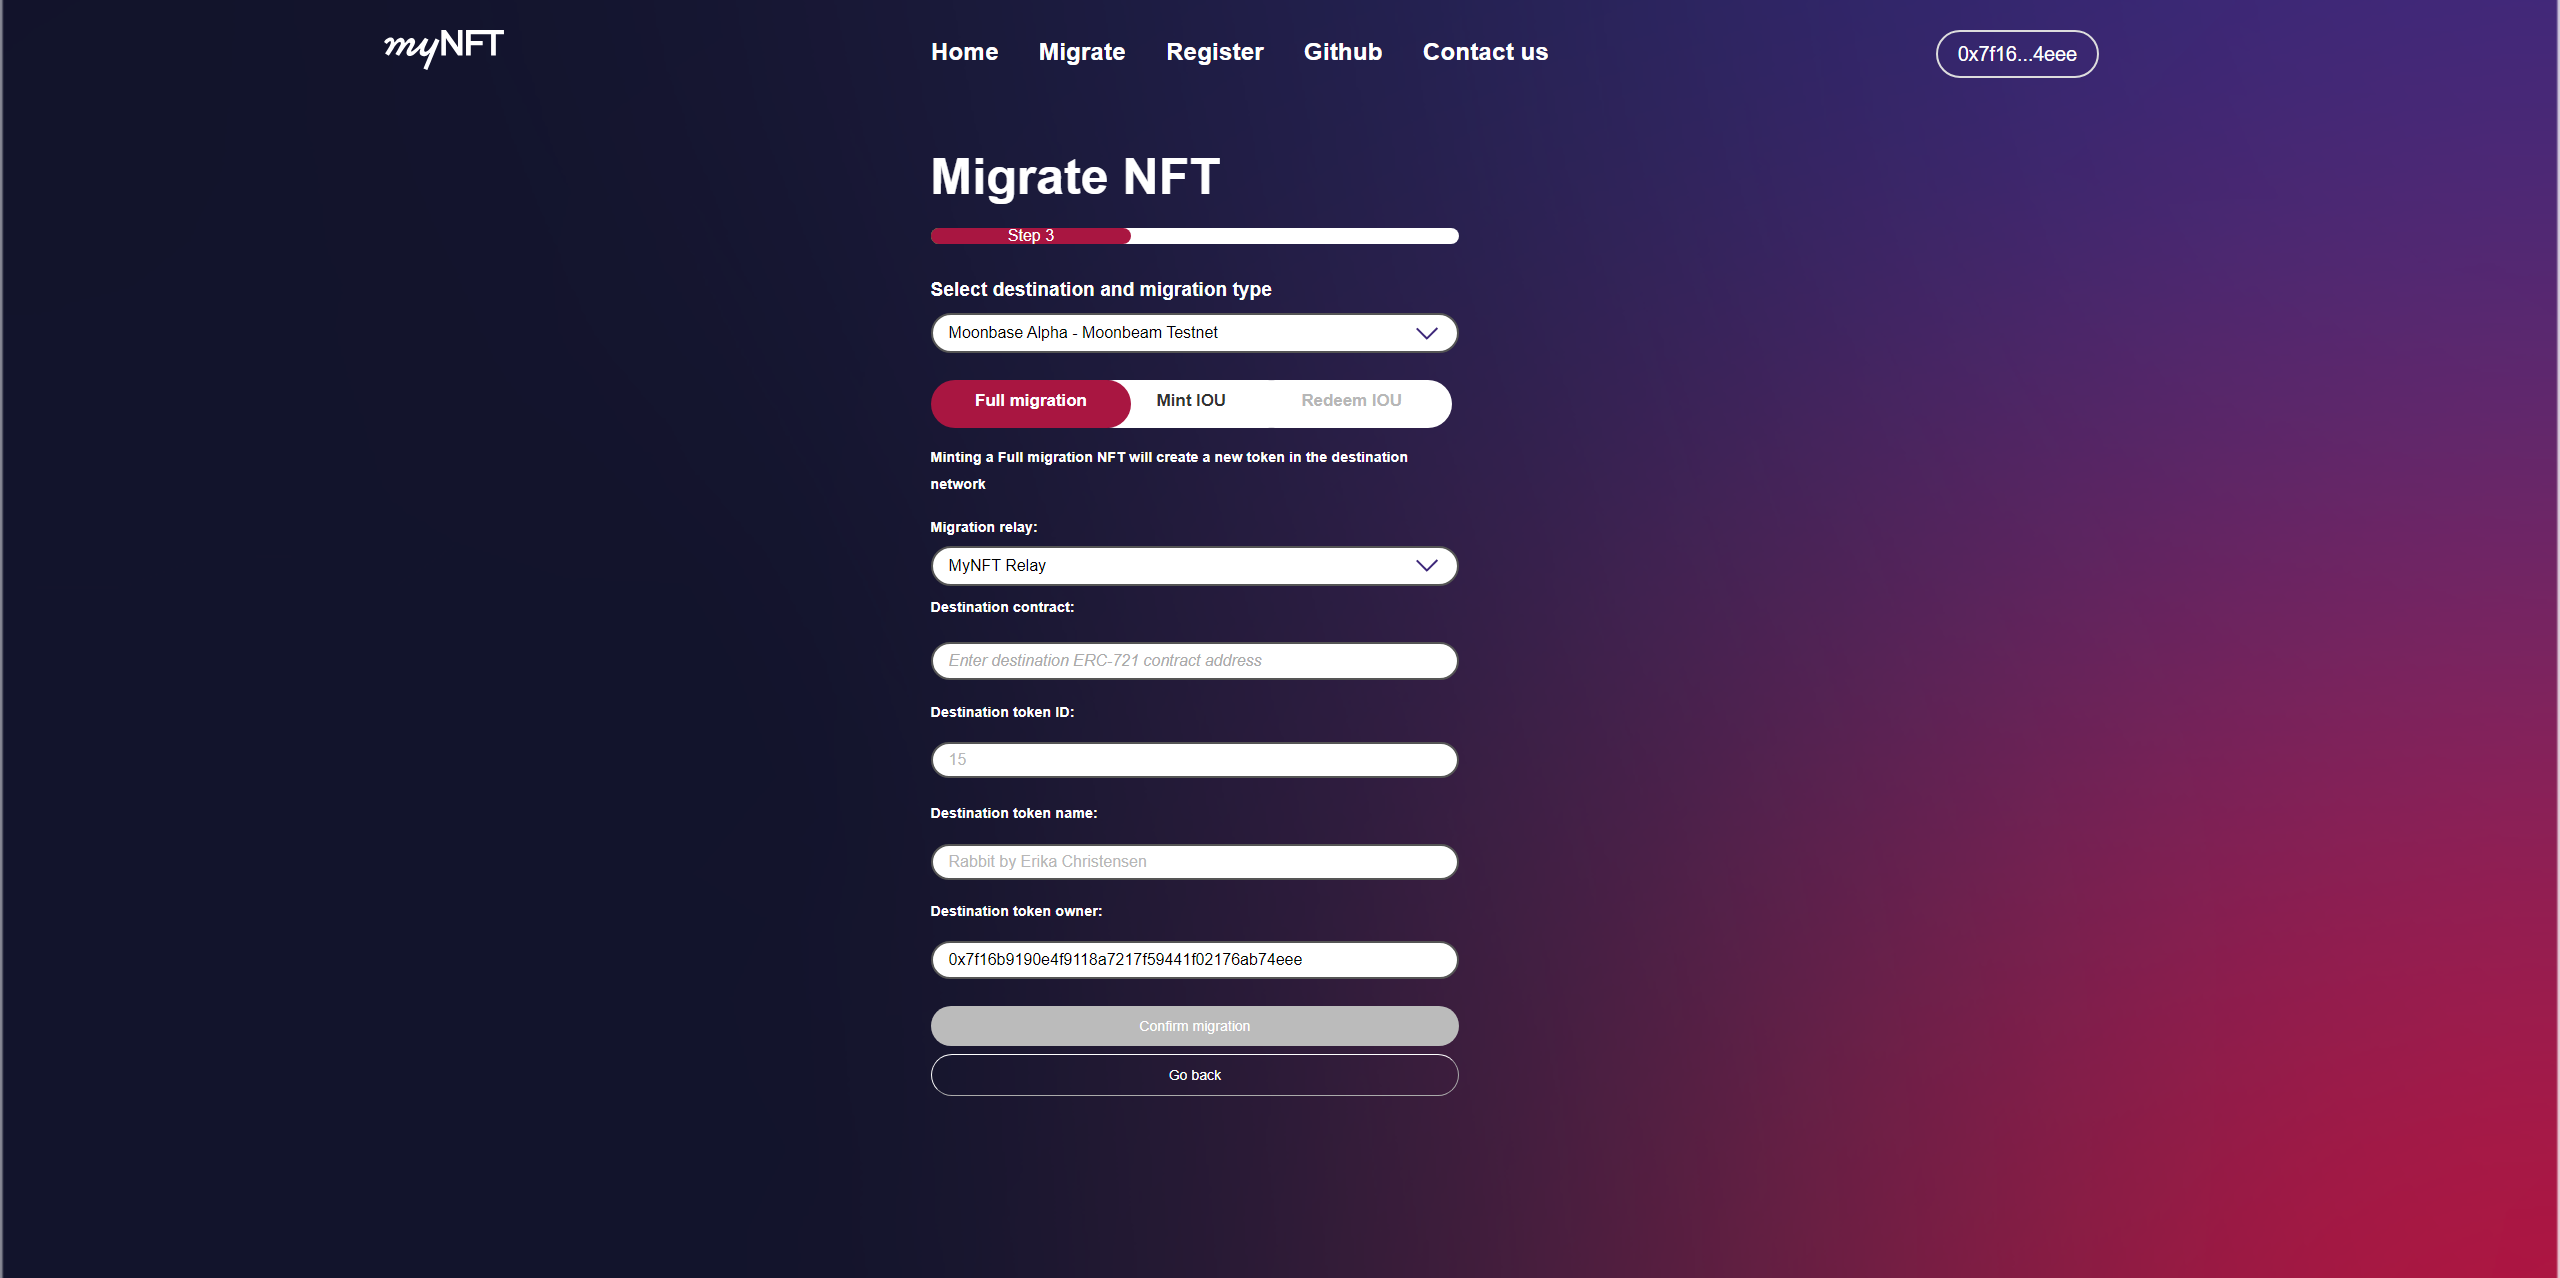 myNFT
Home Migrate Register Github Contact us
0x7f16...4eee
Migrate NFT
Step 3
Select destination and migration type
Moonbase Alpha - Moonbeam Testnet
Full migration Mint IOU Redeem IOU
Minting a Full migration NFT will create a new token in the destination
network
Migration relay:
MyNFT Relay
Destination contract:
Enter destination ERC-721 contract address
Destination token ID:
15
Destination token name:
Rabbit by Erika Christensen
Destination token owner:
0x7f16b9190e4f9118a7217f59441f02176ab74eee
Confirm migration
Go back